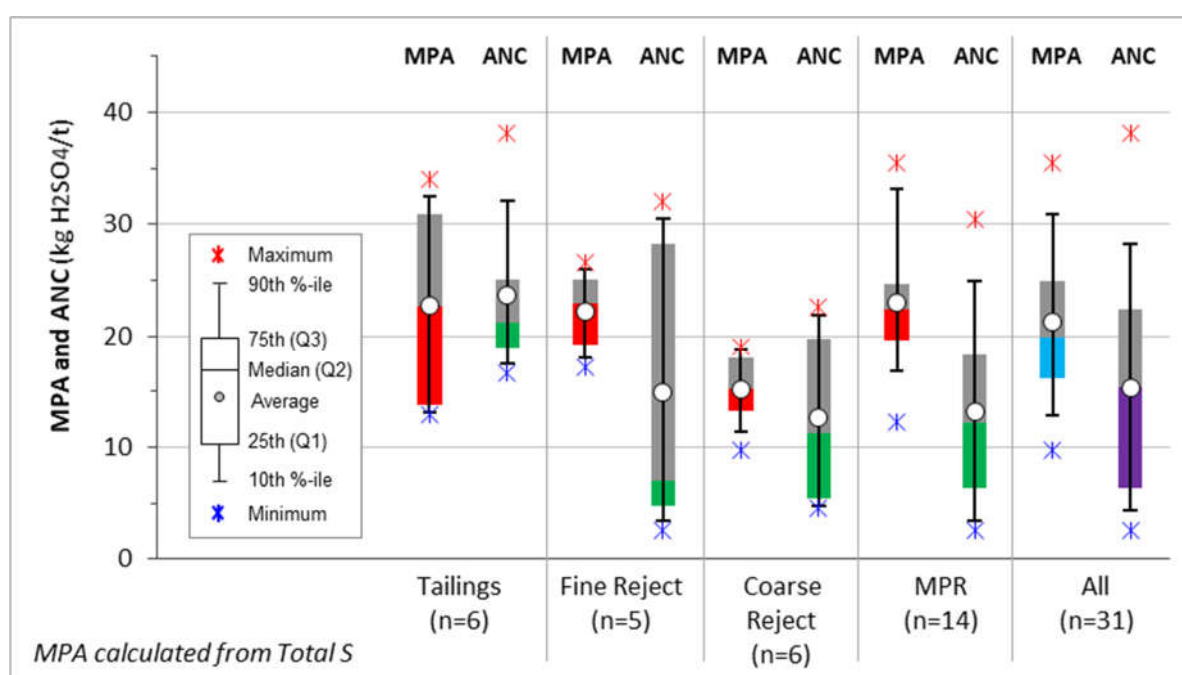 MPA ANC MPA ANC MPA ANC MPA ANC MPA ANC
MPA and ANC (kg H2SO4/t)
40
30
20
10
0
Maximum
90th %-ile
75th (Q3)
Median (Q2)
Average
25th (Q1)
10th %-ile
Minimum
Tailings
(n=6)
Fine Reject
(n=5)
Coarse
Reject
(n=6)
MPR
(n=14)
All
(n=31)
MPA calculated from Total S